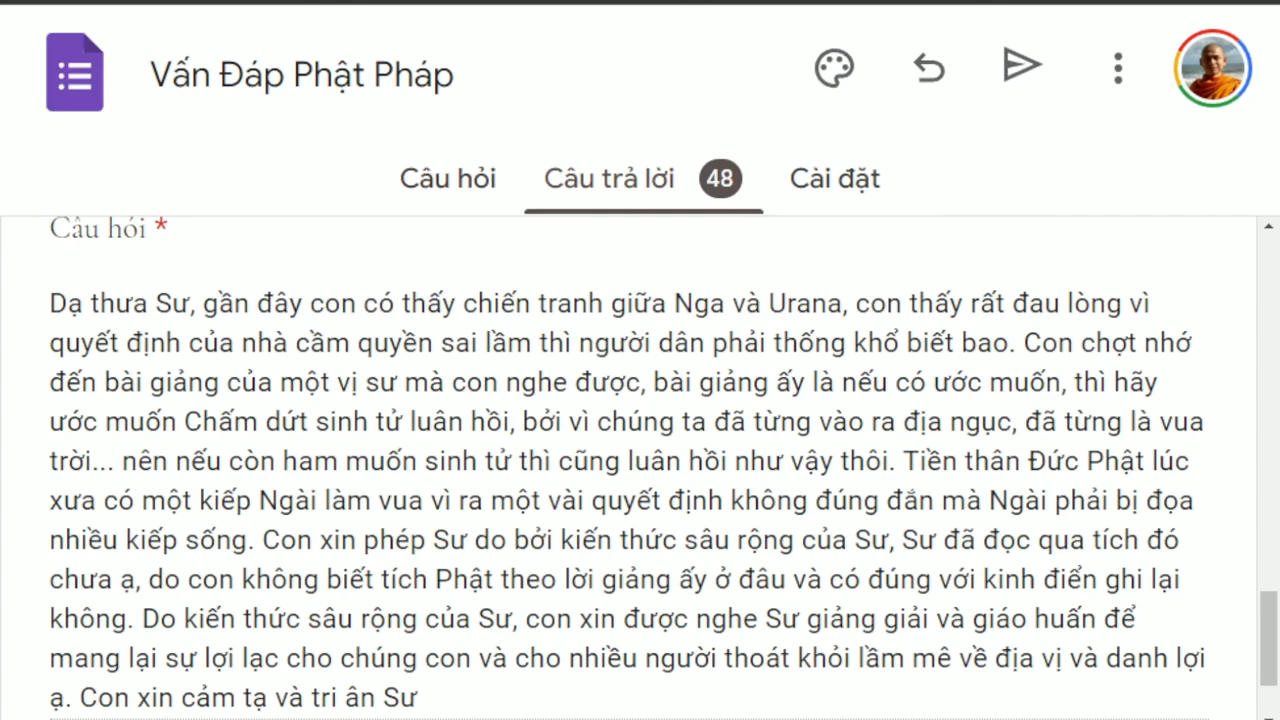 Vấn Đáp Phật Pháp
Câu hỏi
Câu trả lời 48
Cài đặt
Câu hỏi *
Dạ thưa Sư, gần đây con có thấy chiến tranh giữa Nga và Urana, con thấy rất đau lòng vì
quyết định của nhà cầm quyền sai lầm thì người dân phải thống khổ biết bao. Con chợt nhớ
đến bài giảng của một vị sư mà con nghe được, bài giảng ấy là nếu có ước muốn, thì hãy
ước muốn Chấm dứt sinh tử luân hồi, bởi vì chúng ta đã từng vào ra địa ngục, đã từng là vua
trời... nên nếu còn ham muốn sinh tử thì cũng luân hồi như vậy thôi. Tiền thân Đức Phật lúc
xưa có một kiếp Ngài làm vua vì ra một vài quyết định không đúng đắn mà Ngài phải bị đọa
nhiều kiếp sống. Con xin phép Sư do bởi kiến thức sâu rộng của Sư, Sư đã đọc qua tích đó
chưa ạ, do con không biết tích Phật theo lời giảng ấy ở đâu và có đúng với kinh điển ghi lại
không. Do kiến thức sâu rộng của Sư, con xin được nghe Sư giảng giải và giáo huấn để
mang lại sự lợi lạc cho chúng con và cho nhiều người thoát khỏi lầm mê về địa vị và danh lợi
ạ. Con xin cảm tạ và tri ân Sư